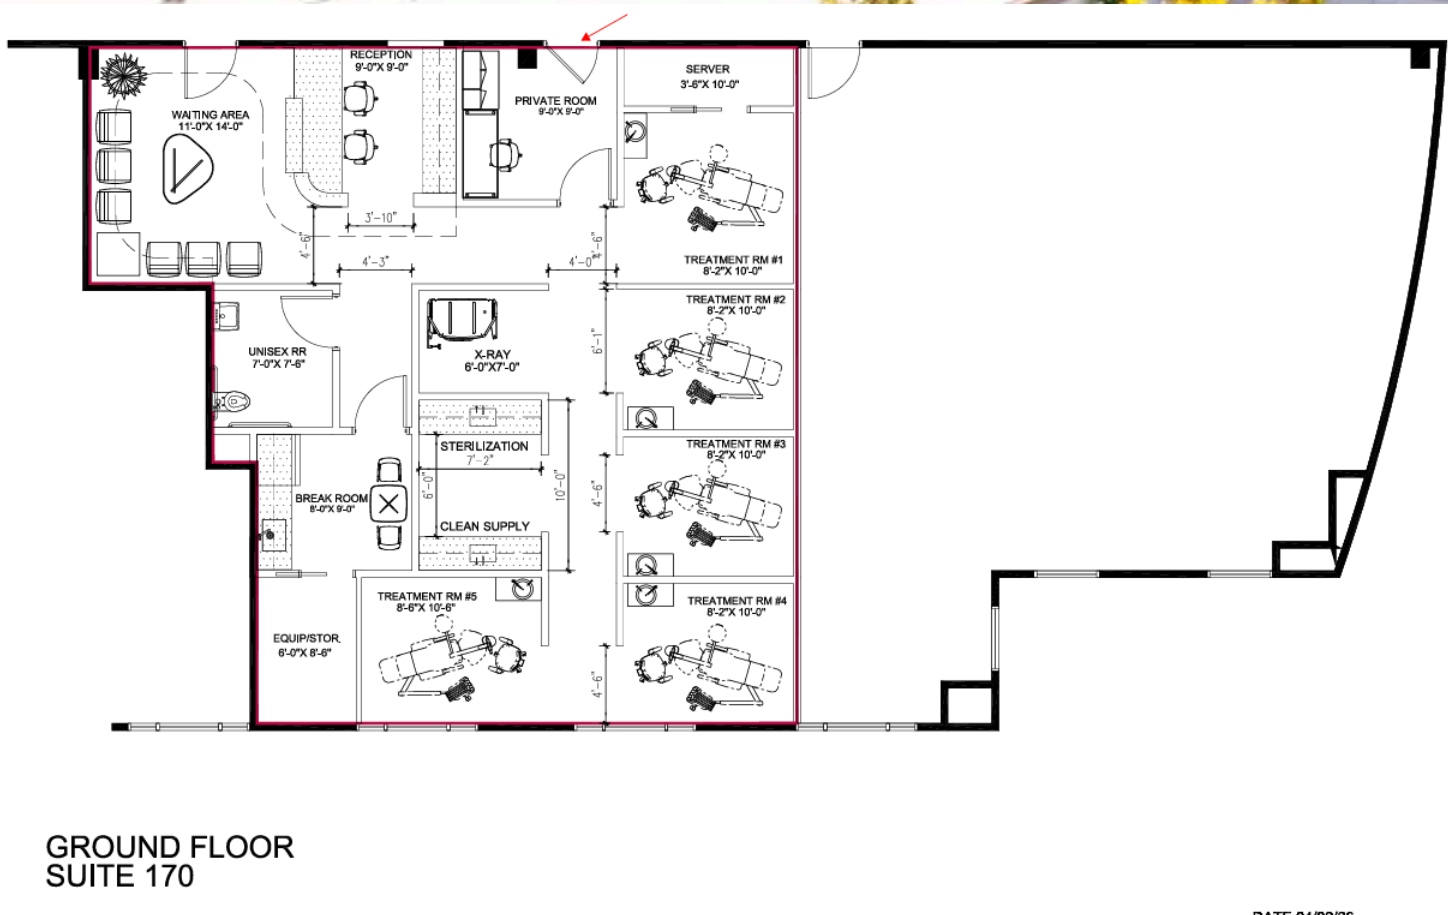 RECEPTION
9'-0"X 9'-0"
SERVER
3'-6"X 10'-0"
PRIVATE ROOM
9'-0"X 9'-0"
WAITING AREA
11'-0"X 14'-0"
3'-10"
4'-6"
4'-6"
4'-3"
4'-0"
TREATMENT RM #1
8'-2"X 10'-0"
TREATMENT RM #2
8'-2"X 10'-0"
UNISEX RR
7'-0"X 7'-6"
X-RAY
6'-0"X7'-0"
6'-1"
STERILIZATION
7'-2"
TREATMENT RM #3
8'-2"X 10'-0"
6'-0"
10'-0"
4'-6"
BREAK ROOM
8'-0"X 9'-0"
CLEAN SUPPLY
TREATMENT RM #5
8'-6"X 10'-6"
TREATMENT RM #4
8'-2"X 10'-0"
EQUIP/STOR.
6'-0"X 8'-6"
4'-6"
GROUND FLOOR
SUITE 170